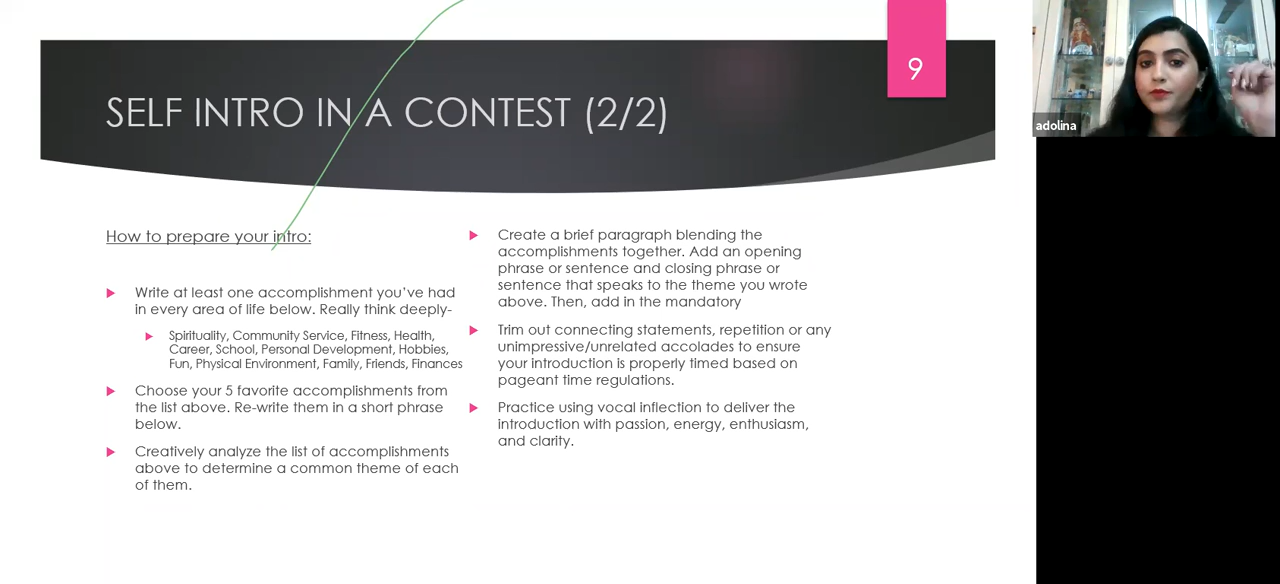 9
SELF INTRO IN A CONTEST (2/2)
How to prepare your intro:
Write at least one accomplishment you've had
in every area of life below. Really think deeply-
Spirituality, Community Service, Fitness, Health,
Career, School, Personal Development, Hobbies,
Fun, Physical Environment, Family, Friends, Finances
Choose your 5 favorite accomplishments from
the list above. Re-write them in a short phrase
below.
Creatively analyze the list of accomplishments
above to determine a common theme of each
of them.
Create a brief paragraph blending the
accomplishments together. Add an opening
phrase or sentence and closing phrase or
sentence that speaks to the theme you wrote
above. Then, add in the mandatory
Trim out connecting statements, repetition or any
unimpressive/unrelated accolades to ensure
your introduction is properly timed based on
pageant time regulations.
Practice using vocal inflection to deliver the
introduction with passion, energy, enthusiasm,
and clarity.
adolina